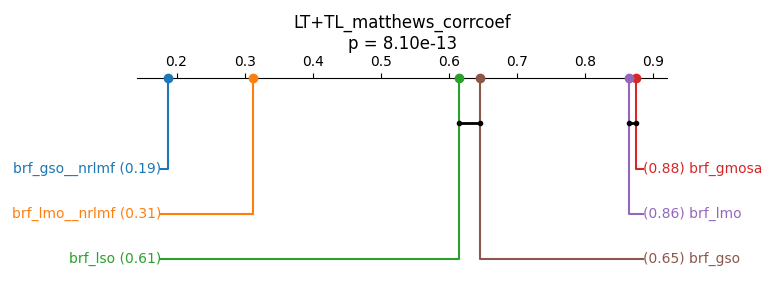 LT+TL_matthews_corrcoef
p = 8.10e-13
0.2 0.3 0.4 0.5 0.6 0.7 0.8 0.9
brf_gso__nrlmf (0.19) (0.88) brf_gmosa
brf_lmo__nrlmf (0.31) (0.86) brf_lmo
brf_lso (0.61) (0.65) brf_gso